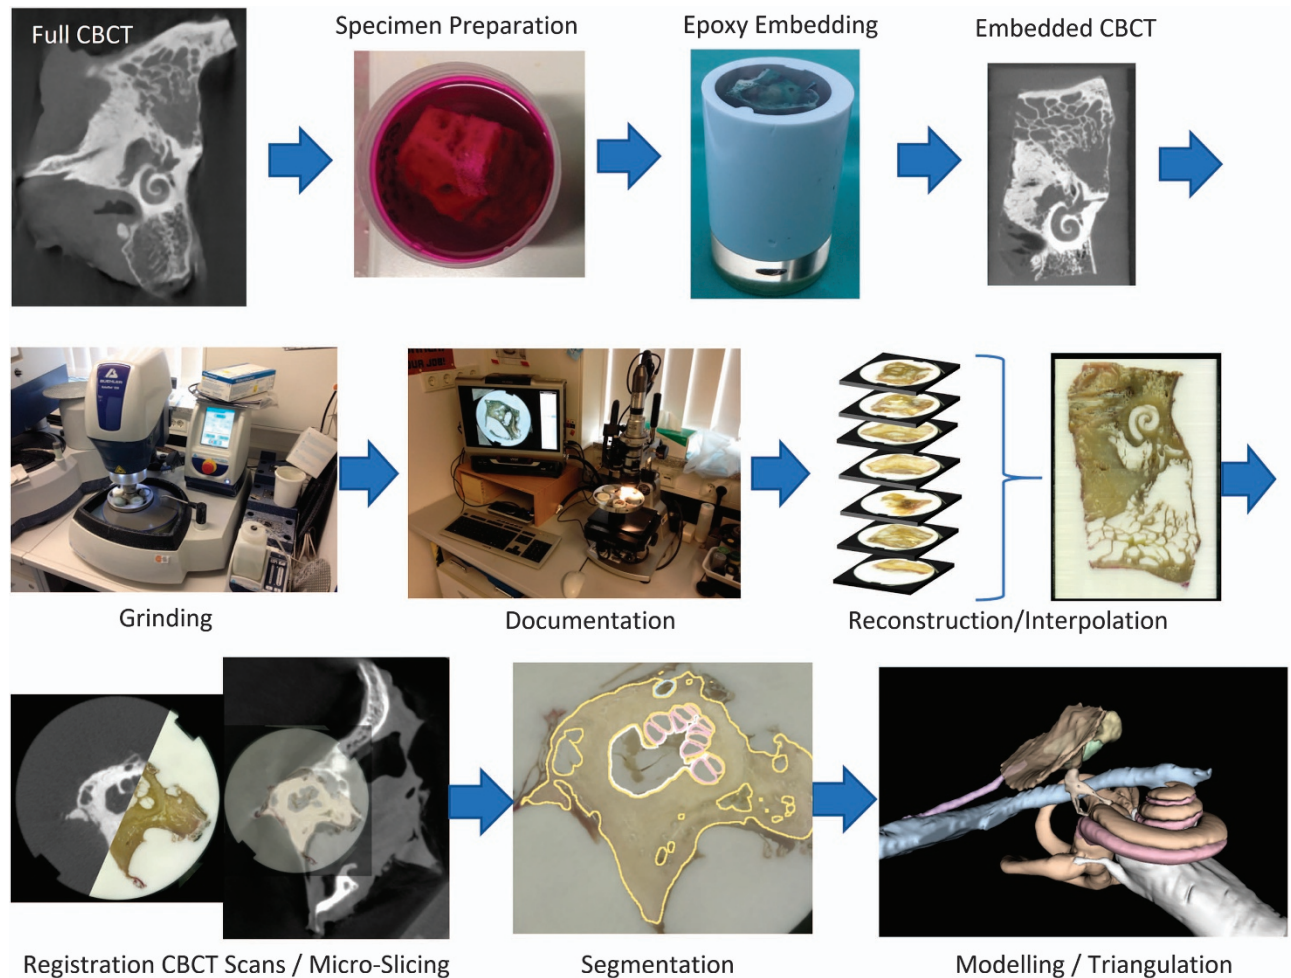 Full CBCT
Specimen Preparation
Epoxy Embedding
Embedded CBCT
Grinding
Documentation
Reconstruction/Interpolation
Registration CBCT Scans / Micro-Slicing
Segmentation
Modelling / Triangulation